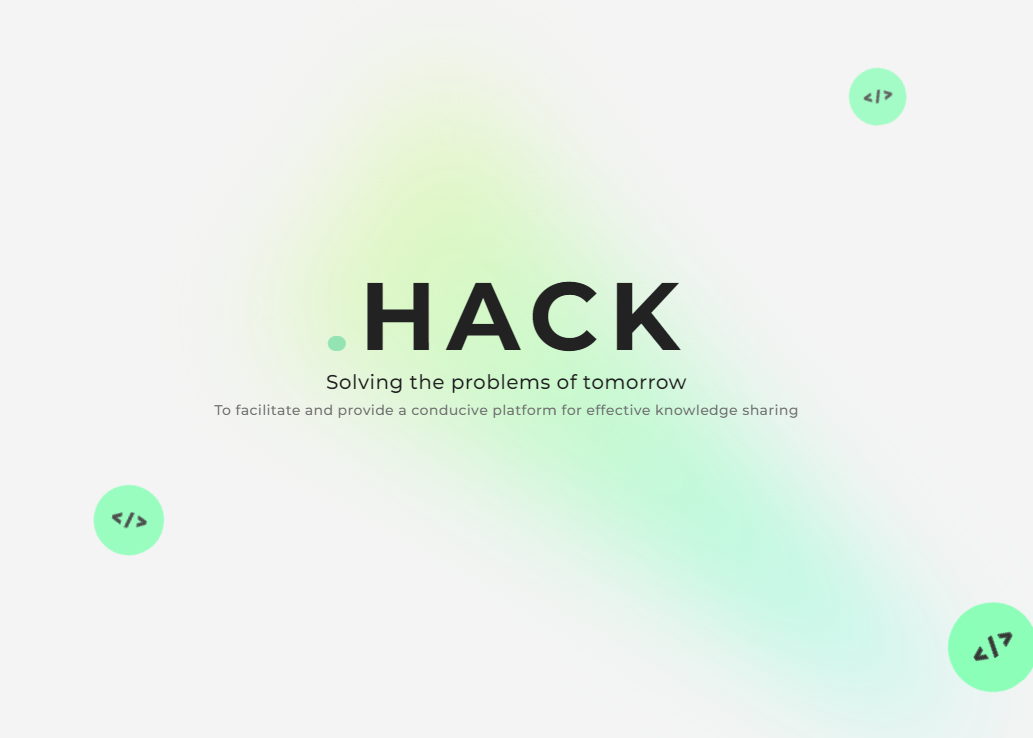 </>
.HACK
Solving the problems of tomorrow
To facilitate and provide a conducive platform for effective knowledge sharing
</>
</>